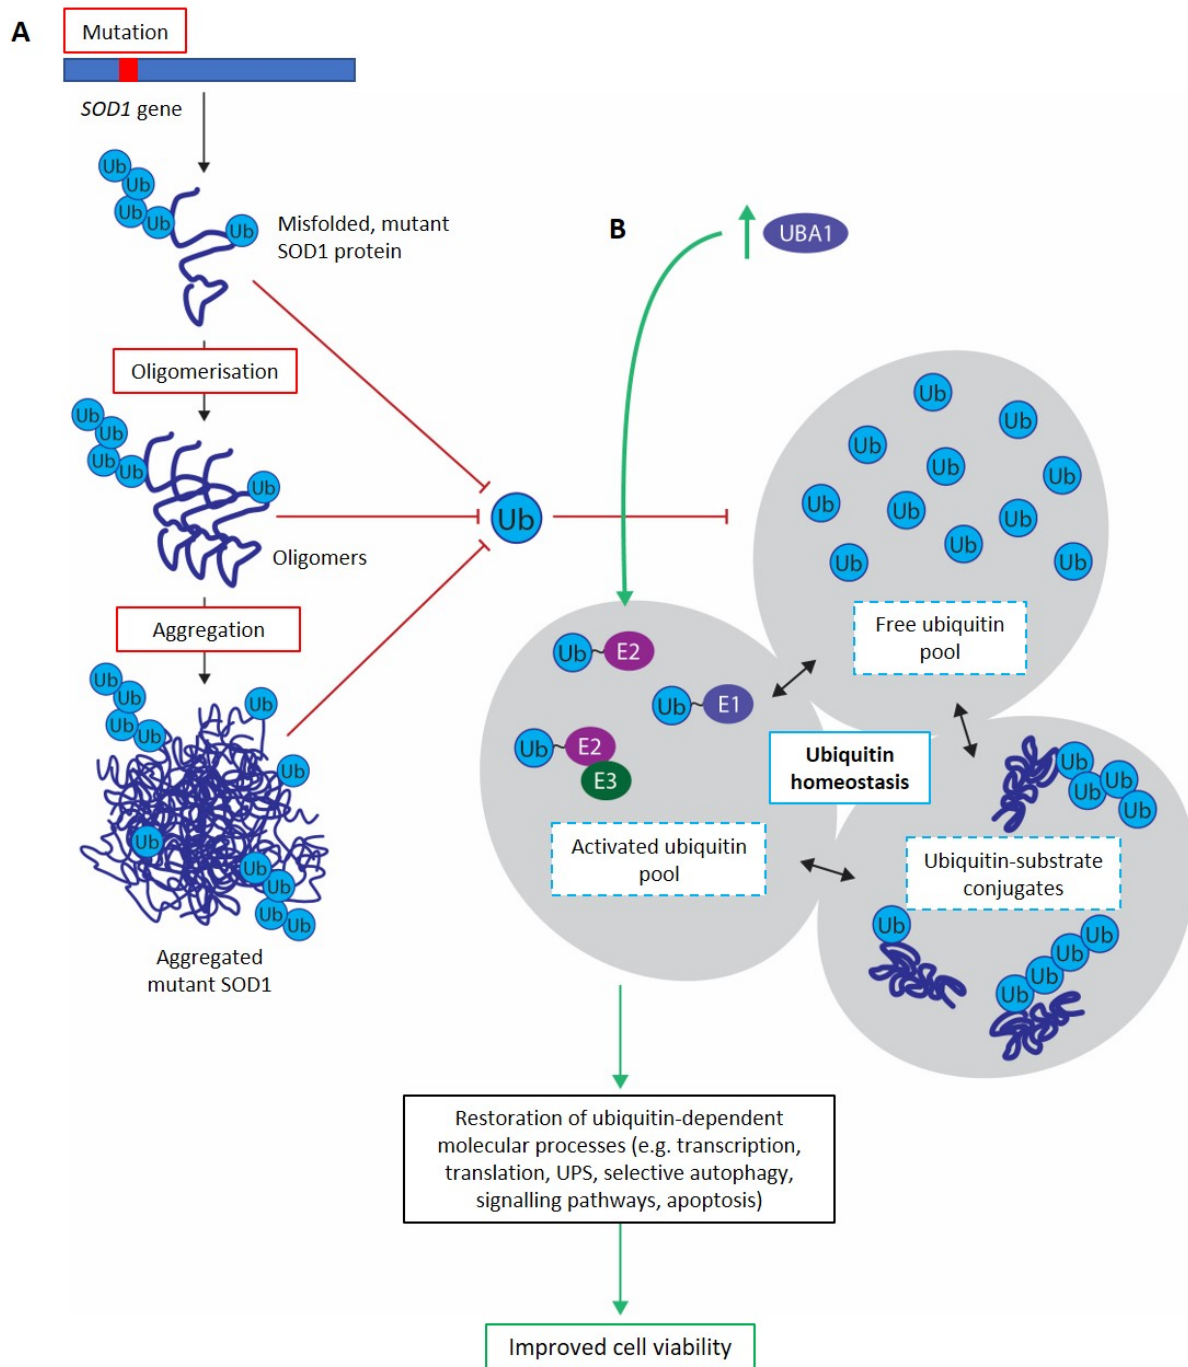 A
Mutation
SOD1 gene
Ub
Ub
Ub
Ub
Ub
Misfolded, mutant
SOD1 protein
Oligomerisation
Ub
Ub
Ub
Ub
Ub
Oligomers
Aggregation
Ub
Ub
Ub
Ub
Ub
Ub
Ub
Ub
Ub
Ub
Ub
Aggregated
mutant SOD1
Ub
B
UBA1
Ub
Ub
Ub
Ub
Ub
Ub
Ub
Ub
Ub
Ub
Ub
Free ubiquitin
pool
Ub E2
Ub E1
Ub E2
E3
Activated ubiquitin
pool
Ubiquitin
homeostasis
Ub
Ub
Ub
Ub
Ubiquitin-substrate
conjugates
Ub
Ub
Ub
Ub
Ub
Restoration of ubiquitin-dependent
molecular processes (e.g. transcription,
translation, UPS, selective autophagy,
signalling pathways, apoptosis)
Improved cell viability